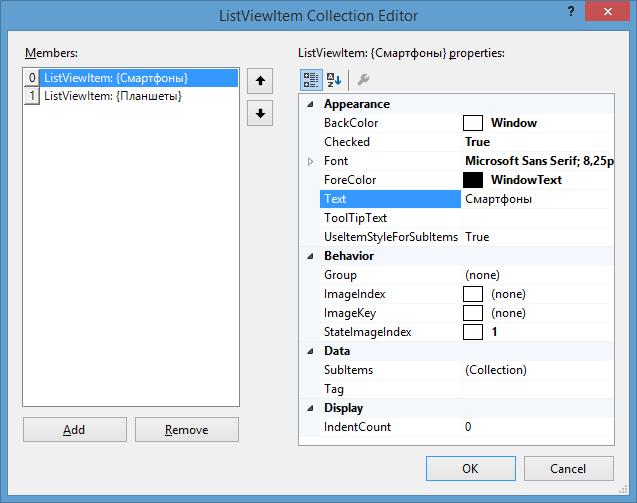 ListViewItem Collection Editor
?
Members:
ListViewItem: {Смартфоны} properties:
0 ListViewItem: {Смартфоны}
1 ListViewItem: {Планшеты}
Appearance
BackColor Window
Checked True
Font Microsoft Sans Serif; 8,25p
ForeColor WindowText
Text Смартфоны
ToolTipText
UseItemStyleForSubItems True
Behavior
Group (none)
ImageIndex (none)
ImageKey (none)
StateImageIndex 1
Data
SubItems (Collection)
Tag
Display
IndentCount 0
Add
Remove
OK
Cancel